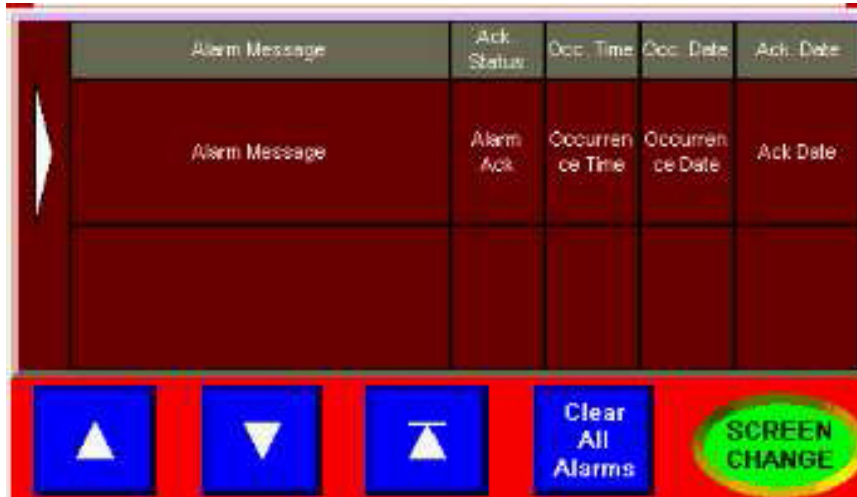 Alarm Message Ack Status Occ. Time Occ. Date Ack. Date
Alarm Message Alarm Ack Occurren ce Time Occurren ce Date Ack Date
Clear
All
Alarms
SCREEN
CHANGE